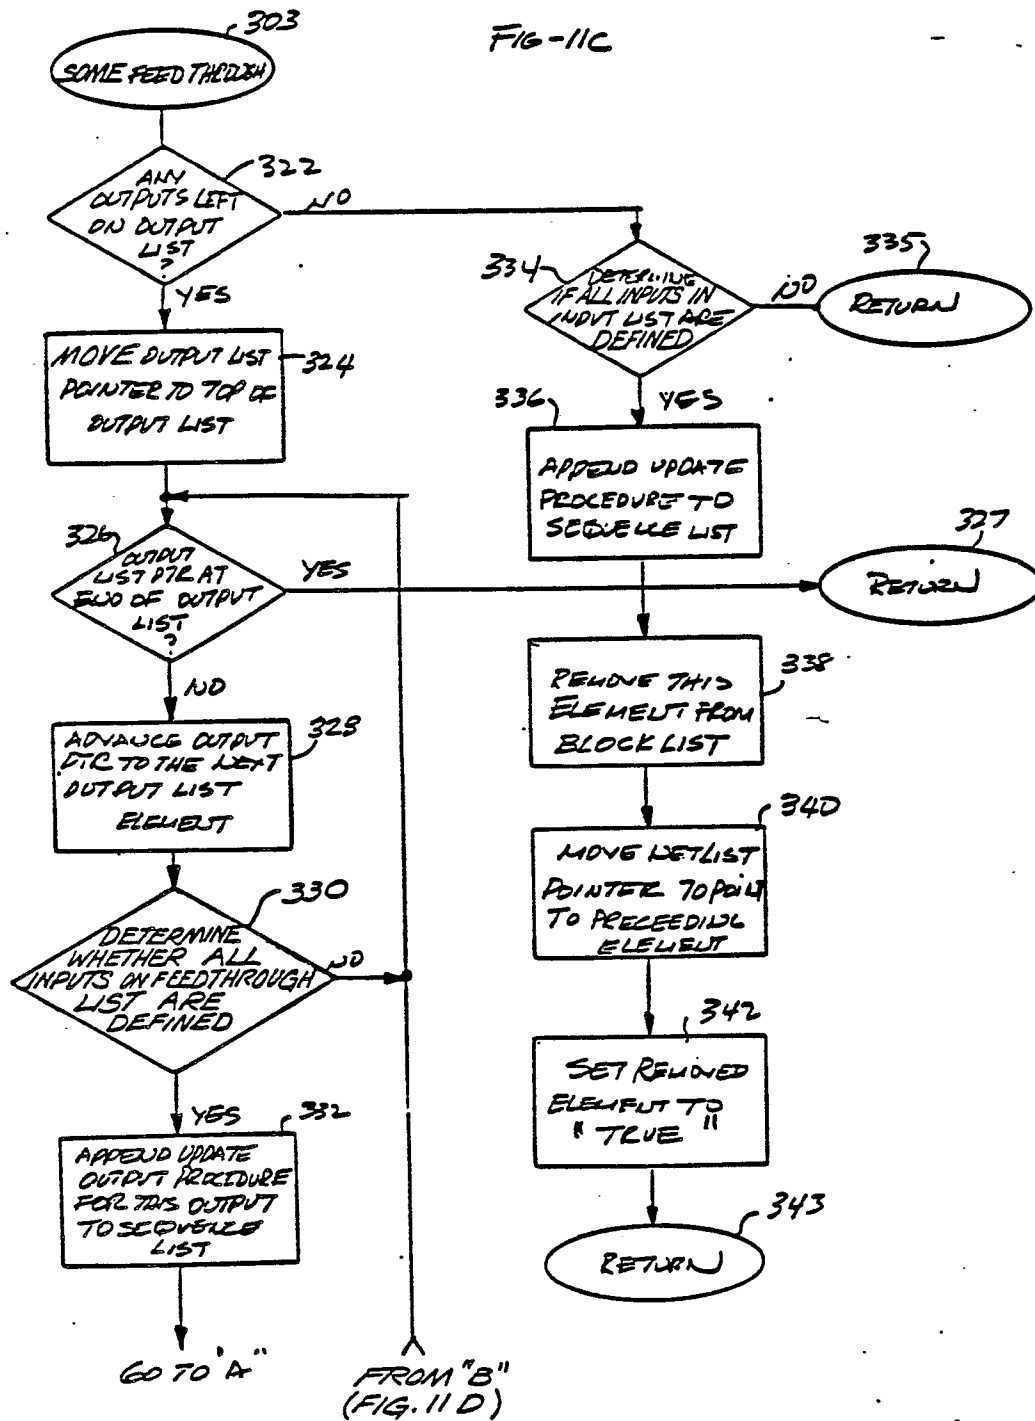 FIG-11C
303
SOME FEED THROUGH
322
ANY
OUTPUTS LEFT
ON OUTPUT
LIST
?
NO
YES
MOVE OUTPUT LIST
POINTER TO TOP OF
OUTPUT LIST
324
326
OUTPUT
LIST PTR AT
END OF OUTPUT
LIST
?
YES
NO
ADVANCE OUTPUT
PTR TO THE NEXT
OUTPUT LIST
ELEMENT
328
330
DETERMINE
WHETHER ALL
INPUTS ON FEEDTHROUGH
LIST ARE
DEFINED
NO
YES
332
APPEND UPDATE
OUTPUT PROCEDURE
FOR THIS OUTPUT
TO SEQUENCE
LIST
GO TO "A"
FROM "B"
(FIG. 11 D)
334
DETERMINE
IF ALL INPUTS IN
INPUT LIST ARE
DEFINED
NO
335
RETURN
YES
336
APPEND UPDATE
PROCEDURE TO
SEQUENCE LIST
327
RETURN
338
REMOVE THIS
ELEMENT FROM
BLOCK LIST
340
MOVE NETLIST
POINTER TO POINT
TO PRECEEDING
ELEMENT
342
SET REMOVED
ELEMENT TO
"TRUE"
343
RETURN